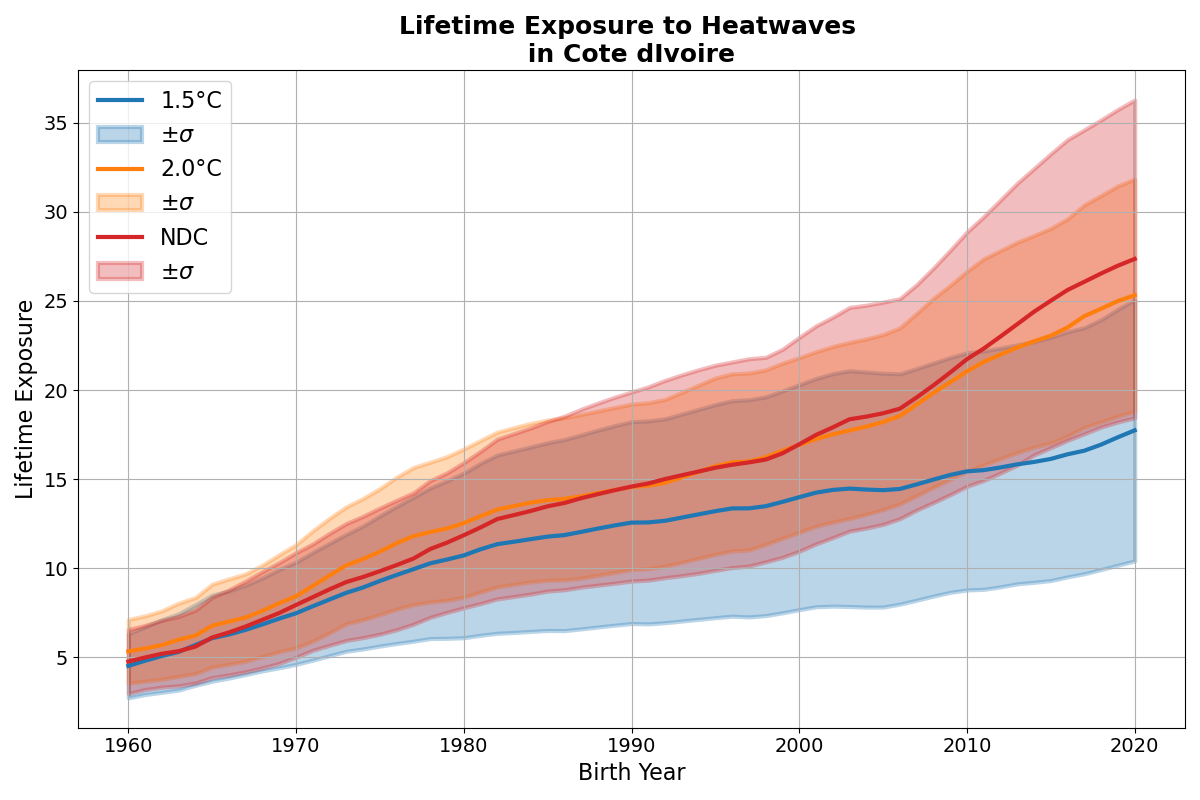 Lifetime Exposure to Heatwaves
in Cote dIvoire
1.5°C
±σ
2.0°C
±σ
NDC
±σ
Lifetime Exposure
35
30
25
20
15
10
5
1960
1970
1980
1990
2000
2010
2020
Birth Year